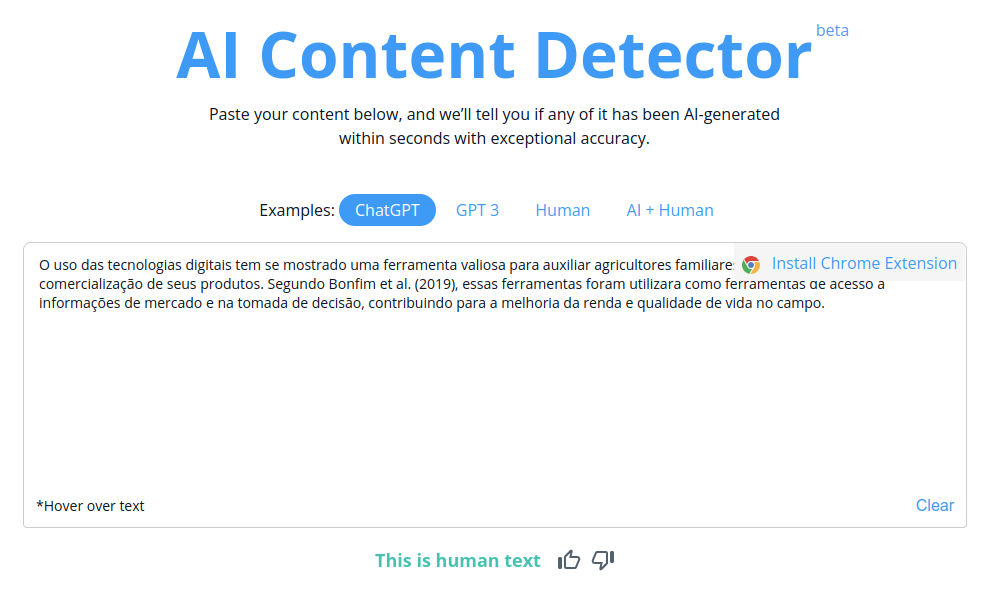 AI Content Detector beta
Paste your content below, and we’ll tell you if any of it has been AI-generated
within seconds with exceptional accuracy.
Examples: ChatGPT GPT 3 Human AI + Human
O uso das tecnologias digitais tem se mostrado uma ferramenta valiosa para auxiliar agricultores familiares
Install Chrome Extension
comercialização de seus produtos. Segundo Bonfim et al. (2019), essas ferramentas foram utilizara como ferramentas de acesso a
informações de mercado e na tomada de decisão, contribuindo para a melhoria da renda e qualidade de vida no campo.
*Hover over text
Clear
This is human text